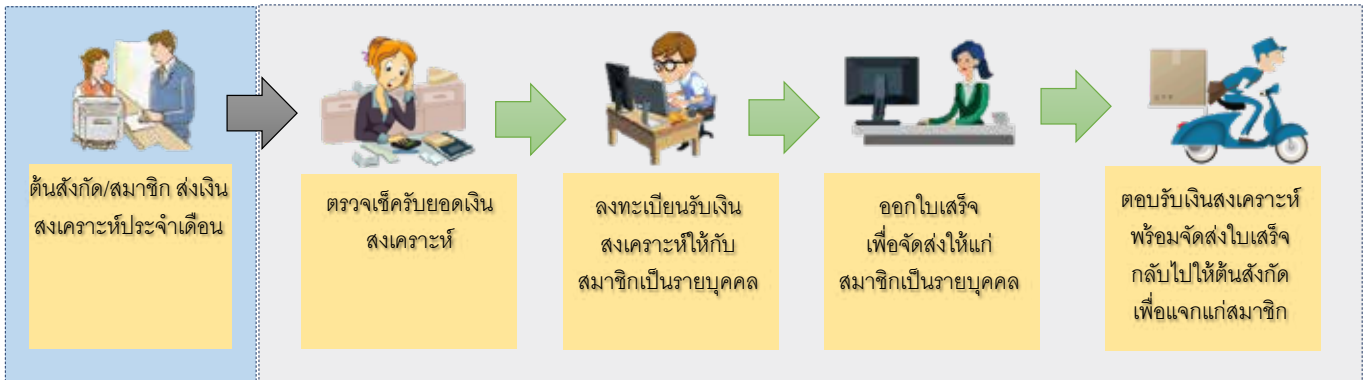 ต้นสังกัด/สมาชิก ส่งเงิน
สงเคราะห์ประจำเดือน
ตรวจเช็ครับยอดเงิน
สงเคราะห์
ลงทะเบียนรับเงิน
สงเคราะห์ให้กับ
สมาชิกเป็นรายบุคคล
ออกใบเสร็จ
เพื่อจัดส่งให้แก่
สมาชิกเป็นรายบุคคล
ตอบรับเงินสงเคราะห์
พร้อมจัดส่งใบเสร็จ
กลับไปให้ต้นสังกัด
เพื่อแจกแก่สมาชิก